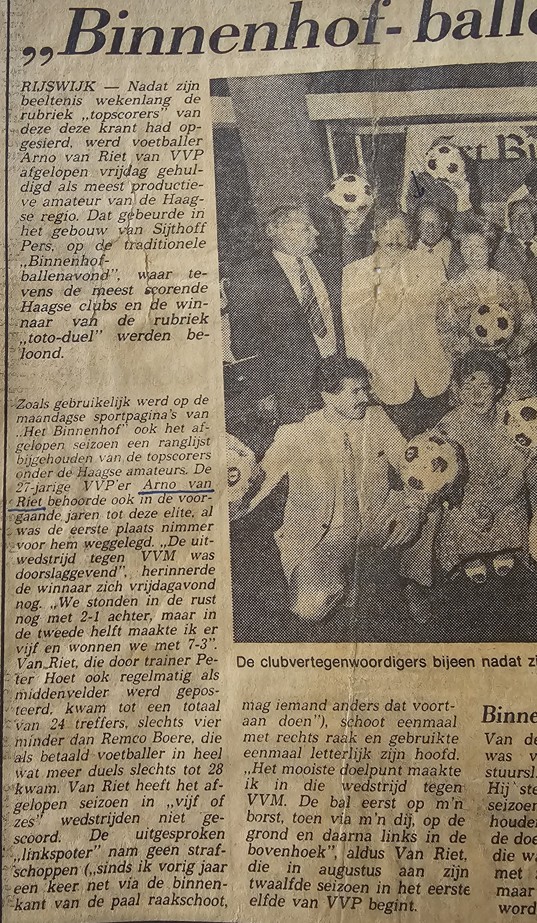 „Binnenhof-balle
RIJSWIJK — Nadat zijn
beeltenis wekenlang de
rubriek „topscorers" van
deze deze krant had op-
gesierd, werd voetballer
Arno van Riet van VVP
afgelopen vrijdag gehul-
digd als meest productie-
ve amateur van de Haag-
se regio. Dat gebeurde in
het gebouw van Sijthoff
Pers, op de traditionele
„Binnenhof-
ballenavond", waar te-
vens de meest scorende
Haagse clubs en de win-
naar van de rubriek
„toto-duel" werden be-
loond.
Zoals gebruikelijk werd op de
maandagse sportpagina's van
„Het Binnenhof" ook het af-
gelopen seizoen een ranglijst
bijgehouden van de topscorers
onder de Haagse amateurs. De
27-jarige VVP'er Arno van
Riet behoorde ook in de voor-
gaande jaren tot deze elite, al
was de eerste plaats nimmer
voor hem weggelegd. „De uit-
wedstrijd tegen VVM was
doorslaggevend", herinnerde
de winnaar zich vrijdagavond
nog. „We stonden in de rust
nog met 2-1 achter, maar in
de tweede helft maakte ik er
vijf en wonnen we met 7-3".
Van Riet, die door trainer Pe-
ter Hoet ook regelmatig als
middenvelder werd gepos-
teerd, kwam tot een totaal
van 24 treffers, slechts vier
minder dan Remco Boere, die
als betaald voetballer in heel
wat meer duels slechts tot 28
kwam. Van Riet heeft het af-
gelopen seizoen in „vijf of
zes" wedstrijden niet ge-
scoord. De uitgesproken
„linkspoter" nam geen straf-
schoppen („sinds ik vorig jaar
een keer net via de binnen-
kant van de paal raakschoot,
et Bi
De clubvertegenwoordigers bijeen nadat zi
mag iemand anders dat voort-
aan doen"), schoot eenmaal
met rechts raak en gebruikte
eenmaal letterlijk zijn hoofd.
„Het mooiste doelpunt maakte
ik in die wedstrijd tegen
VVM. De bal eerst op m'n
borst, toen via m'n dij, op de
grond en daarna links in de
bovenhoek", aldus Van Riet,
die in augustus aan zijn
twaalfde seizoen in het eerste
elfde van VVP begint.
Binne
Van de
was v
stuursl
Hij ste
seizoen
houde
de doe
die wa
met
maar
word